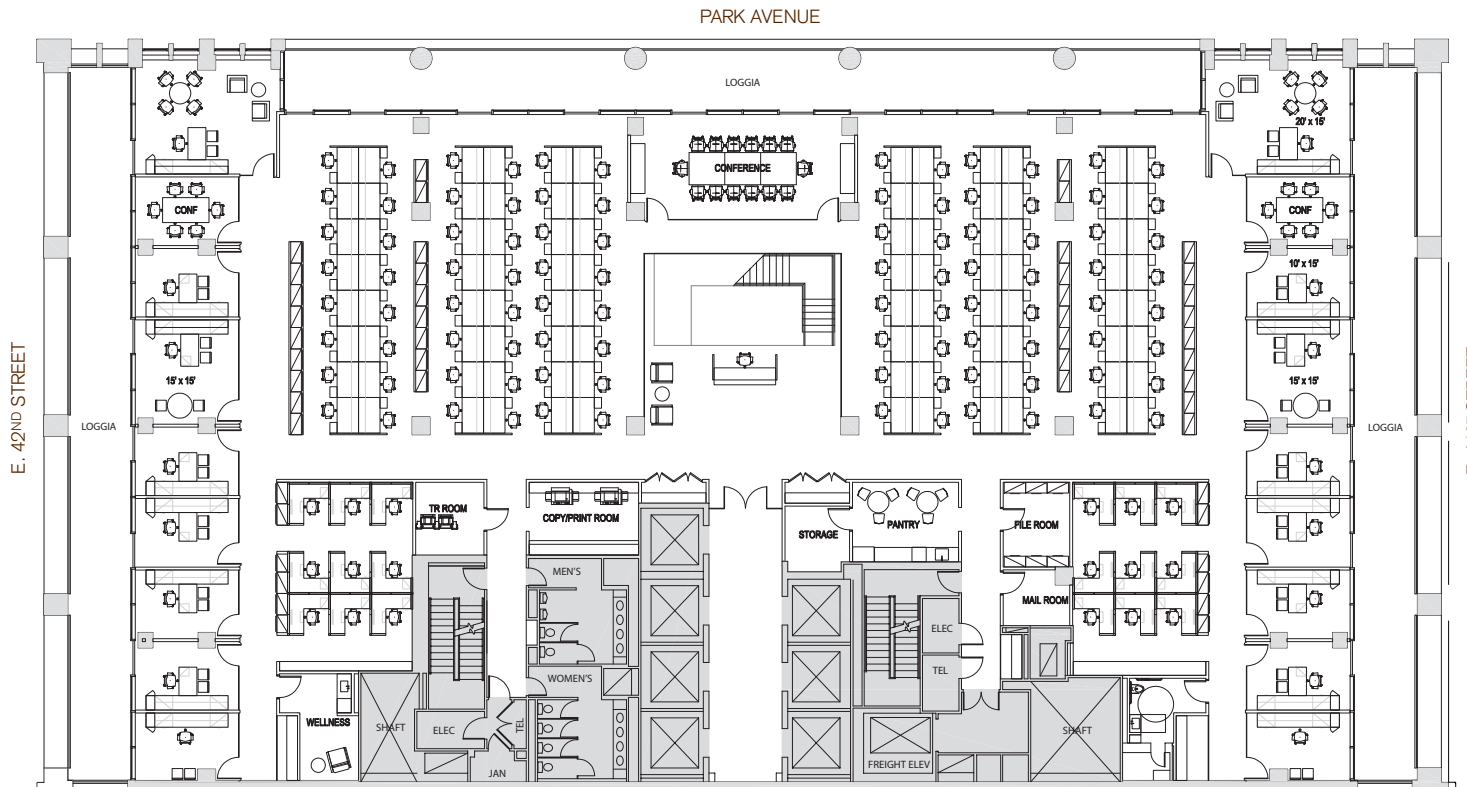 PARK AVENUE
LOGGIA
20' x 15'
CONFERENCE
CONF
CONF
10' x 15'
E. 42ND STREET
15' x 15'
15' x 15'
LOGGIA
LOGGIA
TR ROOM
COPY/PRINT ROOM
STORAGE
PANTRY
FILE ROOM
MEN'S
MAIL ROOM
ELEC
WOMEN'S
TEL
WELLNESS
SHAFT
ELEC
TEL
SHAFT
JAN
FREIGHT ELEV